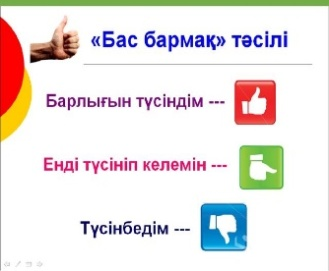 «Бас бармақ» тәсілі
Барлығын түсіндім ---
Енді түсініп келемін ---
Түсінбедім ---